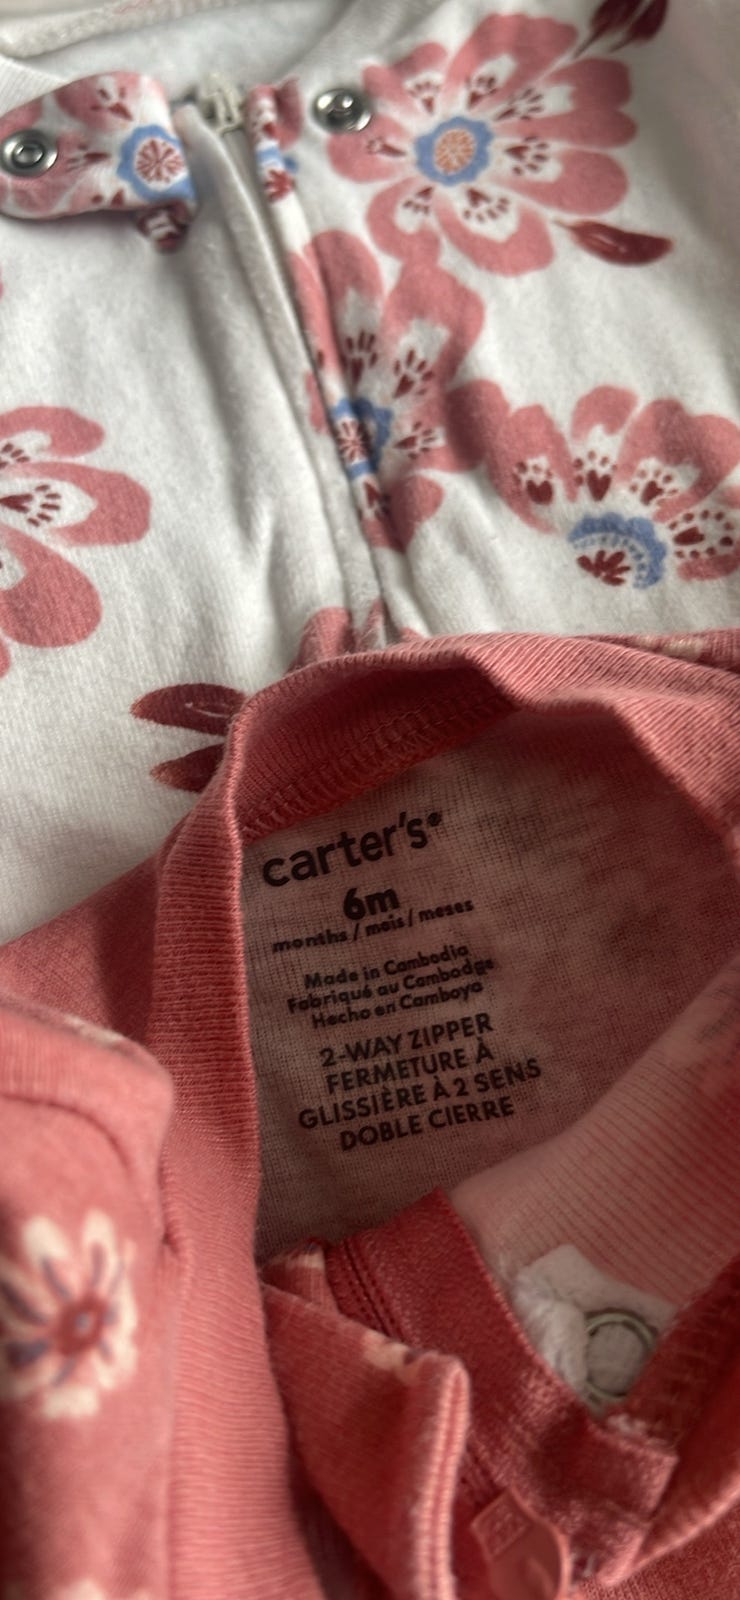 carter's®
6m
months / mois / meses
Made in Cambodia
Fabriqué au Cambodge
Hecho en Camboya
2-WAY ZIPPER
FERMETURE À
GLISSIÈRE À 2 SENS
DOBLE CIERRE